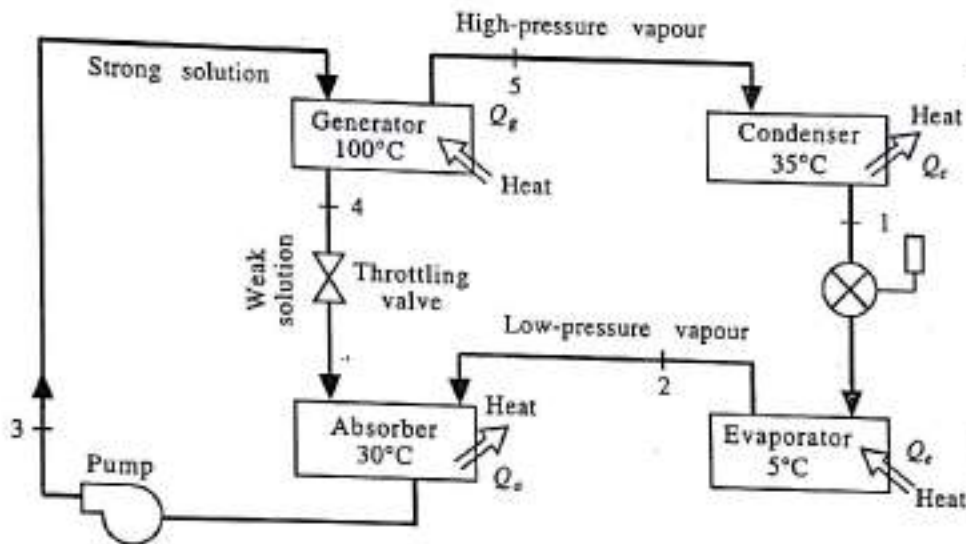 High-pressure vapour
5
Strong solution
Generator
100°C
Q_g
Heat
Condenser
35°C
Heat
Q_c
4
1
Weak
solution
Throttling
valve
Low-pressure vapour
2
3
Absorber
30°C
Heat
Q_a
Evaporator
5°C
Q_e
Heat
Pump